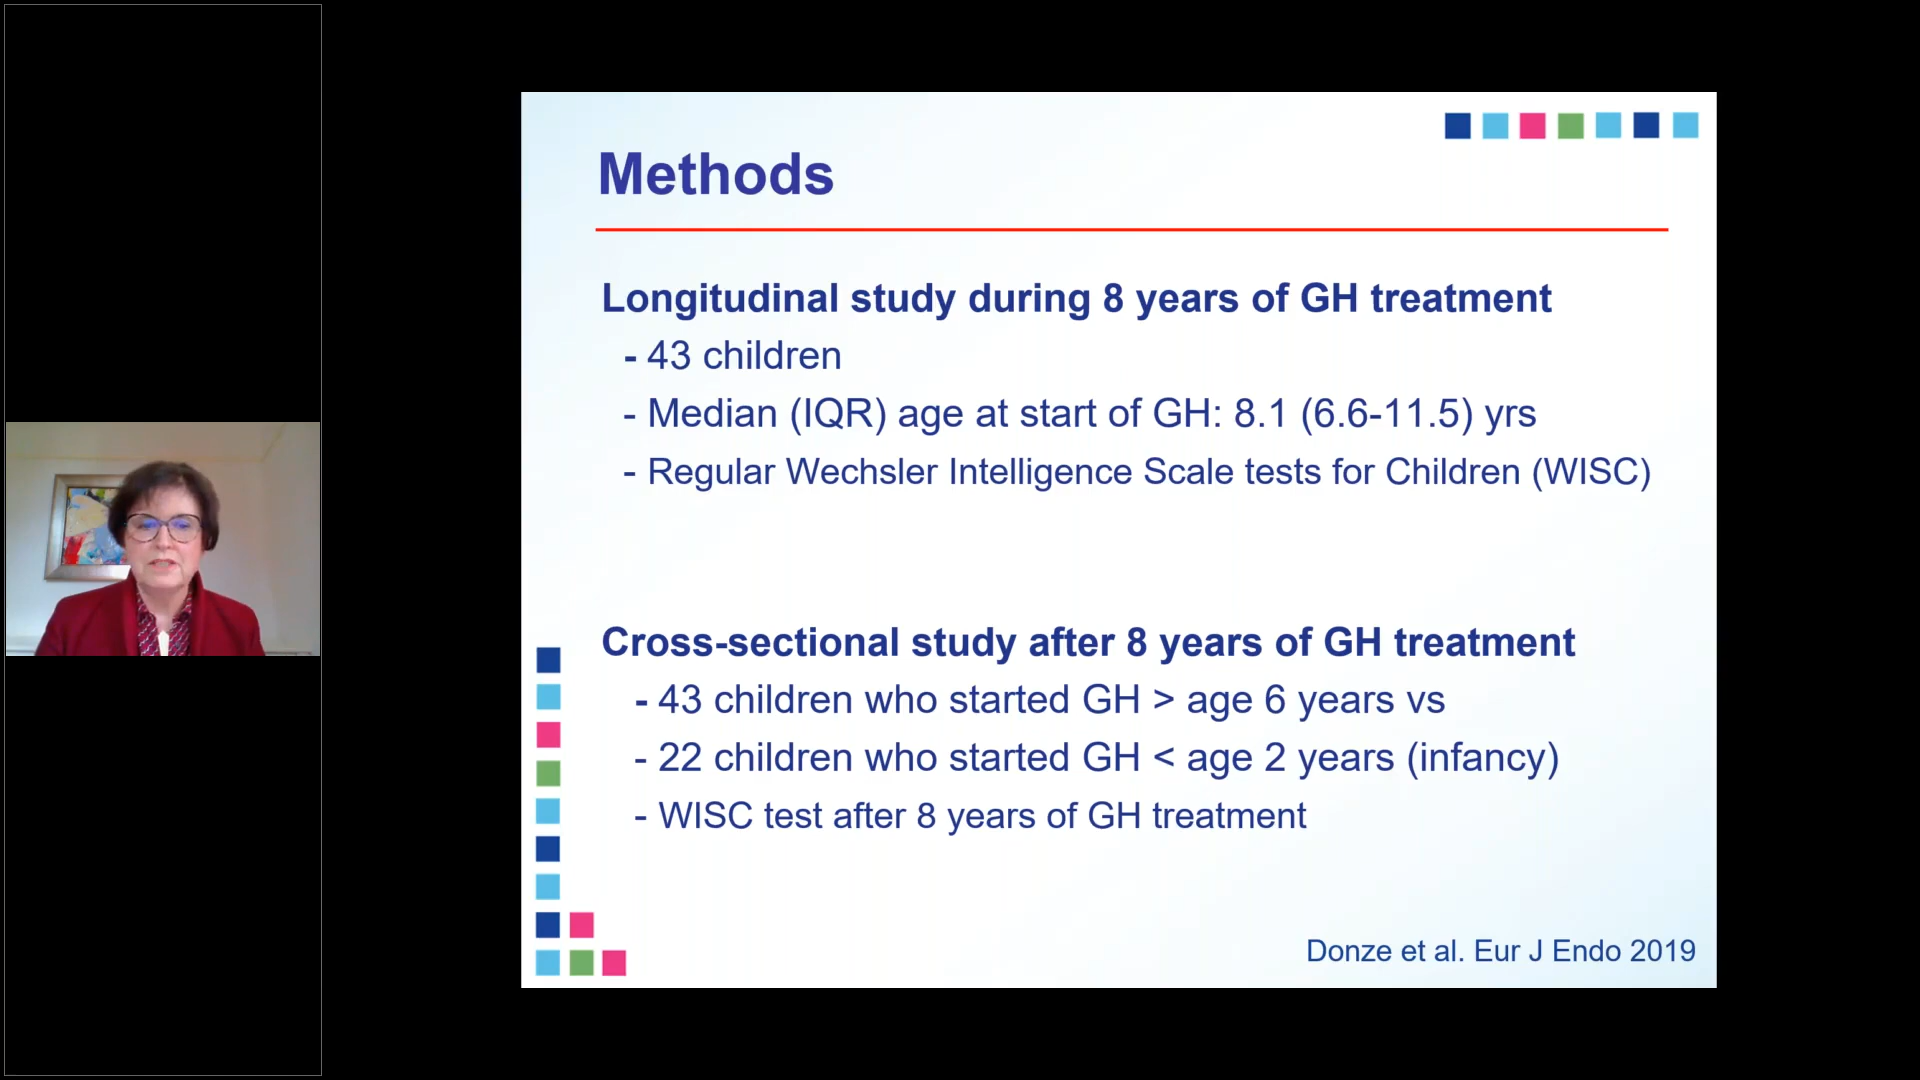 Methods
Longitudinal study during 8 years of GH treatment
- 43 children
- Median (IQR) age at start of GH: 8.1 (6.6-11.5) yrs
- Regular Wechsler Intelligence Scale tests for Children (WISC)
Cross-sectional study after 8 years of GH treatment
- 43 children who started GH > age 6 years vs
- 22 children who started GH < age 2 years (infancy)
- WISC test after 8 years of GH treatment
Donze et al. Eur J Endo 2019